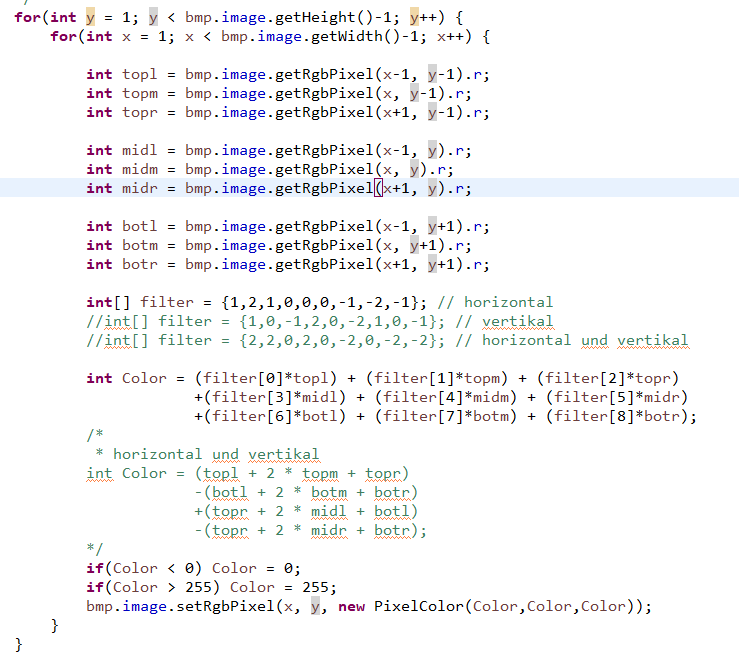 for(int y = 1; y < bmp.image.getHeight()-1; y++) {
for(int x = 1; x < bmp.image.getWidth()-1; x++) {
int topl = bmp.image.getRgbPixel(x-1, y-1).r;
int topm = bmp.image.getRgbPixel(x, y-1).r;
int topr = bmp.image.getRgbPixel(x+1, y-1).r;
int midl = bmp.image.getRgbPixel(x-1, y).r;
int midm = bmp.image.getRgbPixel(x, y).r;
int midr = bmp.image.getRgbPixel(x+1, y).r;
int botl = bmp.image.getRgbPixel(x-1, y+1).r;
int botm = bmp.image.getRgbPixel(x, y+1).r;
int botr = bmp.image.getRgbPixel(x+1, y+1).r;
int[] filter = {1,2,1,0,0,0,-1,-2,-1}; // horizontal
//int[] filter = {1,0,-1,2,0,-2,1,0,-1}; // vertikal
//int[] filter = {2,2,0,2,0,-2,0,-2,-2}; // horizontal und vertikal
int Color = (filter[0]*topl) + (filter[1]*topm) + (filter[2]*topr)
+(filter[3]*midl) + (filter[4]*midm) + (filter[5]*midr)
+(filter[6]*botl) + (filter[7]*botm) + (filter[8]*botr);
/*
* horizontal und vertikal
int Color = (topl + 2 * topm + topr)
-(botl + 2 * botm + botr)
+(topr + 2 * midl + botl)
-(topr + 2 * midr + botr);
*/
if(Color < 0) Color = 0;
if(Color > 255) Color = 255;
bmp.image.setRgbPixel(x, y, new PixelColor(Color,Color,Color));
}
}